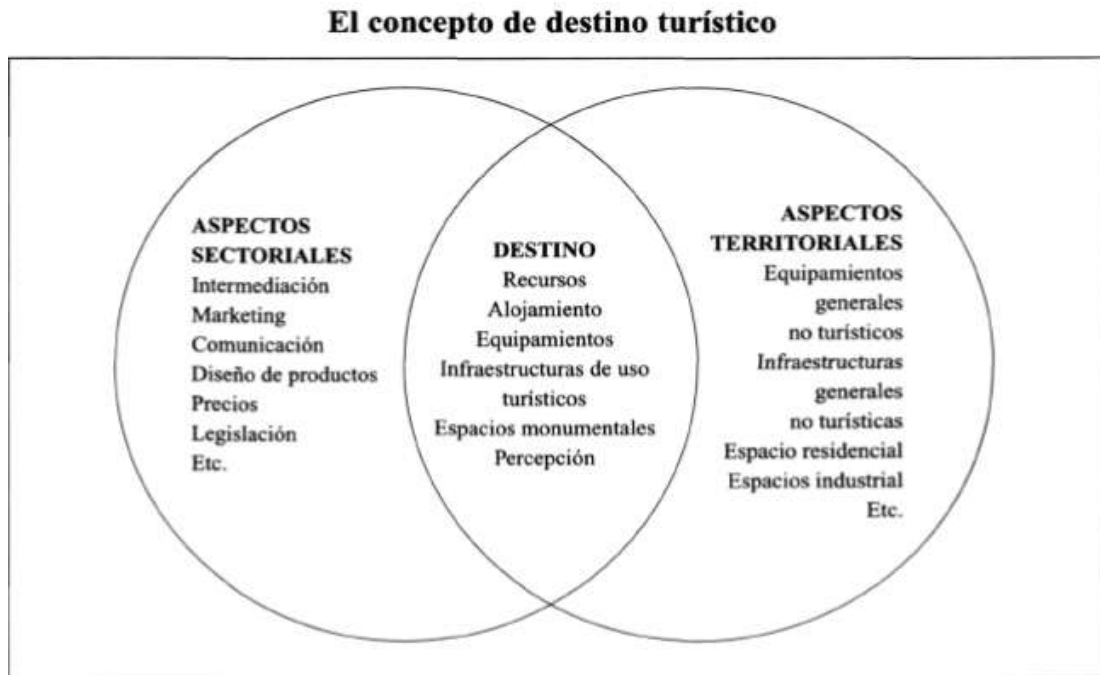 El concepto de destino turístico
ASPECTOS
SECTORIALES
Intermediación
Marketing
Comunicación
Diseño de productos
Precios
Legislación
Etc.
DESTINO
Recursos
Alojamiento
Equipamientos
Infraestructuras de uso
turísticos
Espacios monumentales
Percepción
ASPECTOS
TERRITORIALES
Equipamientos
generales
no turísticos
Infraestructuras
generales
no turísticas
Espacio residencial
Espacios industrial
Etc.